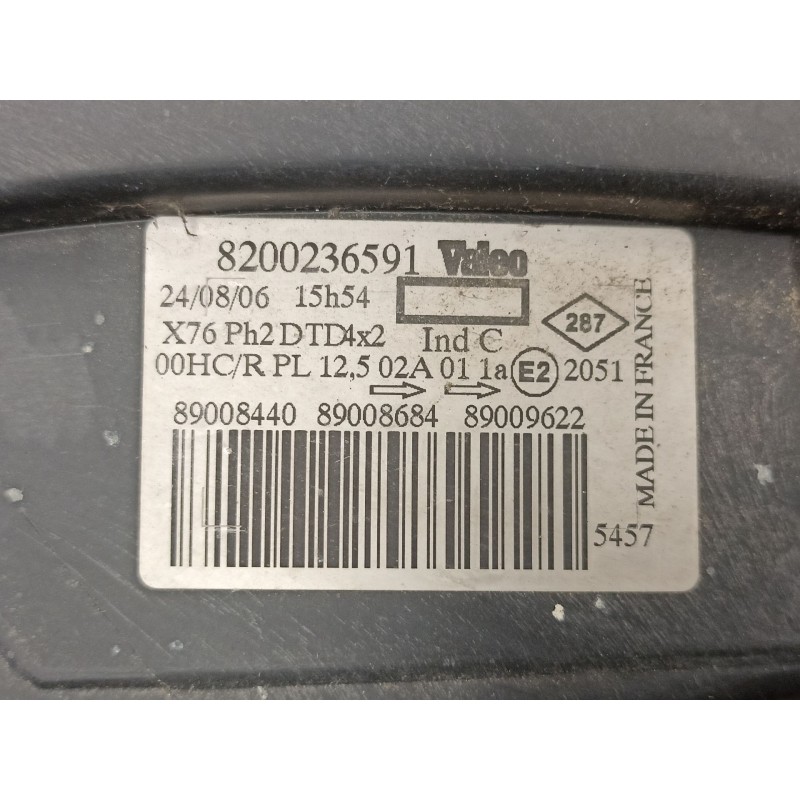 8200236591 Valeo
24/08/06 15h54
X76 Ph2 DTD4x2 Ind C 287
00HC/R PL 12,5 02A 01 1a E2 2051
89008440 89008684 89009622
5457
MADE IN FRANCE